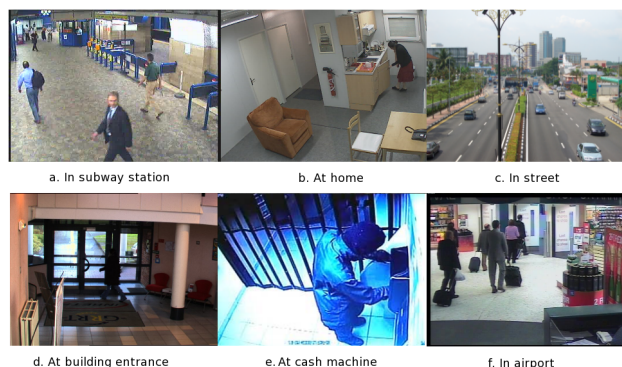 a. In subway station
b. At home
c. In street
d. At building entrance
e. At cash machine
f. In airport